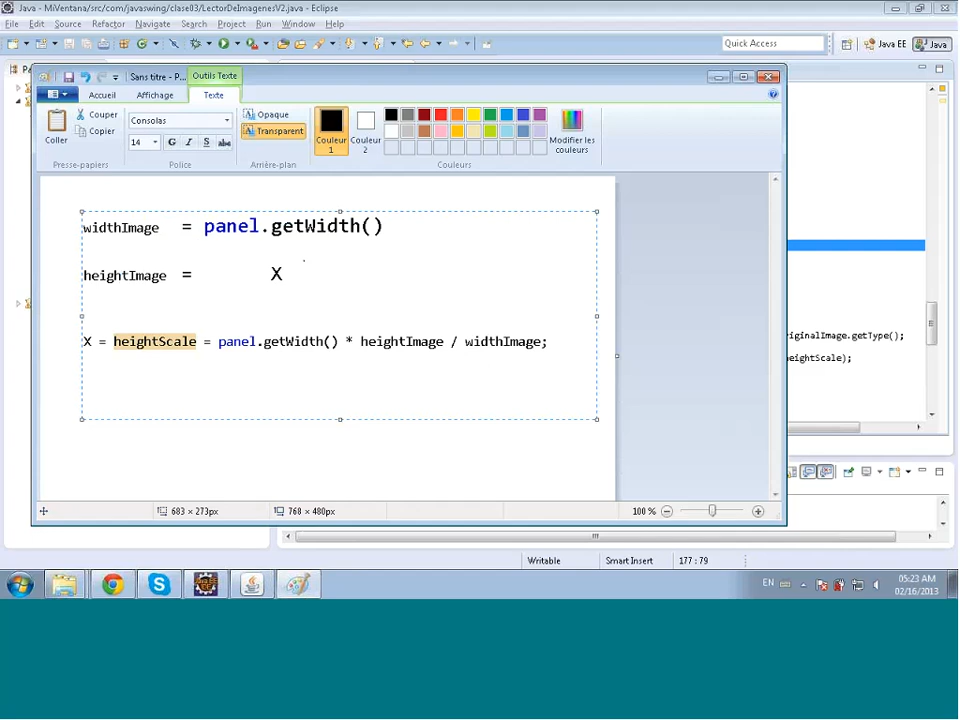 Java - MiVentana/src/com/javaswing/clase03/LectorDeImagenesV2.java - Eclipse
File Edit Source Refactor Navigate Search Project Run Window Help
Quick Access
Java EE
Java
Sans titre - P...
Outils Texte
Accueil
Affichage
Texte
Coller
Couper
Copier
Presse-papiers
Consolas
14
G I S abc
Police
Opaque
Transparent
Arrière-plan
Couleur 1
Couleur 2
Modifier les couleurs
Couleurs
widthImage = panel.getWidth()
heightImage = X
X = heightScale = panel.getWidth() * heightImage / widthImage;
riginalImage.getType();
heightScale);
683 × 273px
768 × 480px
100 %
Writable
Smart Insert
177 : 79
EN
05:23 AM
02/16/2013